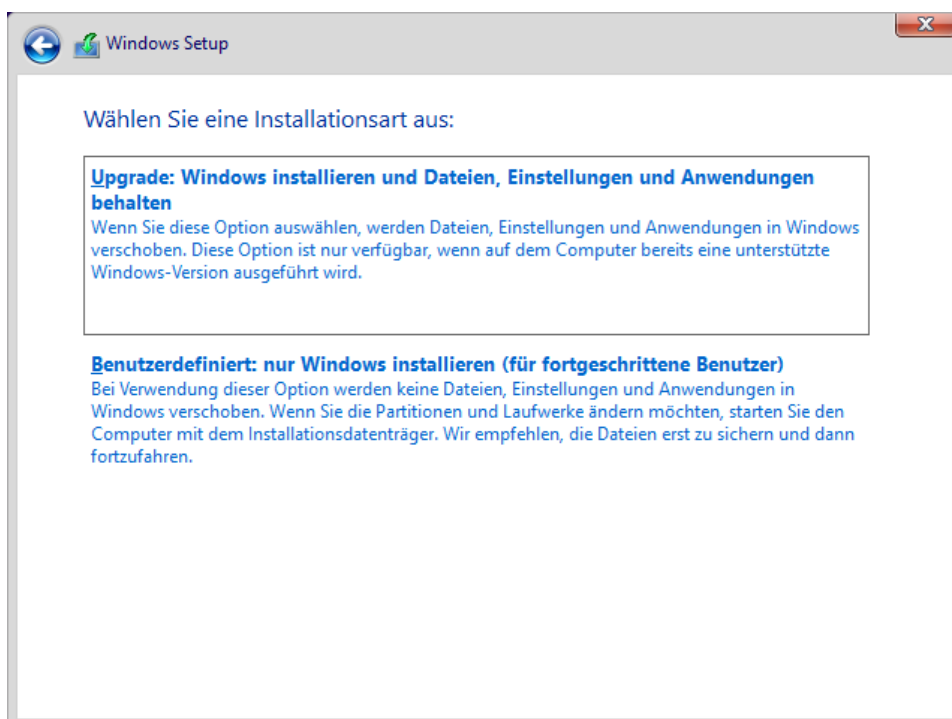 Windows Setup
Wählen Sie eine Installationsart aus:
Upgrade: Windows installieren und Dateien, Einstellungen und Anwendungen
behalten
Wenn Sie diese Option auswählen, werden Dateien, Einstellungen und Anwendungen in Windows
verschoben. Diese Option ist nur verfügbar, wenn auf dem Computer bereits eine unterstützte
Windows-Version ausgeführt wird.
Benutzerdefiniert: nur Windows installieren (für fortgeschrittene Benutzer)
Bei Verwendung dieser Option werden keine Dateien, Einstellungen und Anwendungen in
Windows verschoben. Wenn Sie die Partitionen und Laufwerke ändern möchten, starten Sie den
Computer mit dem Installationsdatenträger. Wir empfehlen, die Dateien erst zu sichern und dann
fortzufahren.